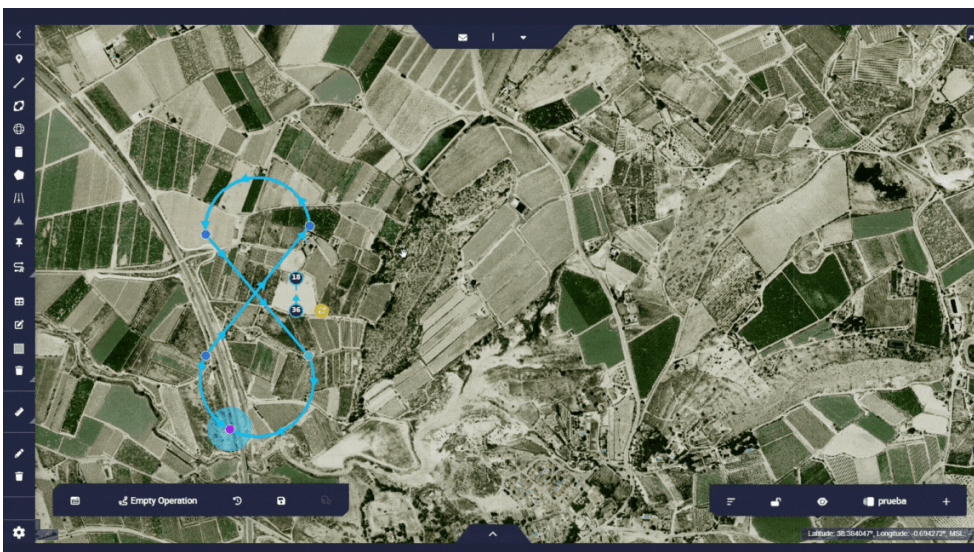 18
36
Empty Operation
prueba
Latitude: 38.384047°, Longitude: -0.694272°, MSL